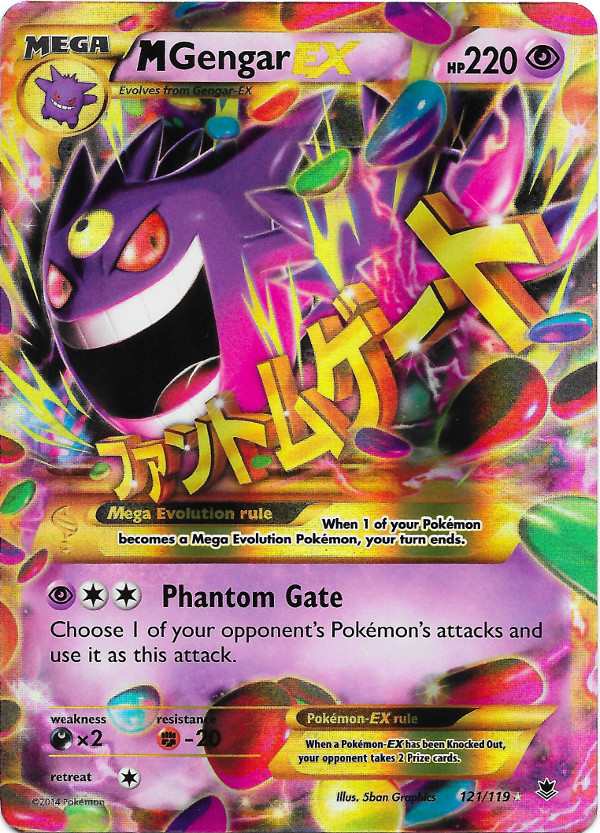 MEGA
M Gengar EX
HP220
Evolves from Gengar-EX
ファントムゲート
Mega Evolution rule
When 1 of your Pokémon
becomes a Mega Evolution Pokémon, your turn ends.
Phantom Gate
Choose 1 of your opponent's Pokémon's attacks and
use it as this attack.
weakness
×2
resistance
-20
Pokémon-EX rule
When a Pokémon-EX has been Knocked Out,
your opponent takes 2 Prize cards.
retreat
©2014 Pokémon
Illus. 5ban Graphics
121/119